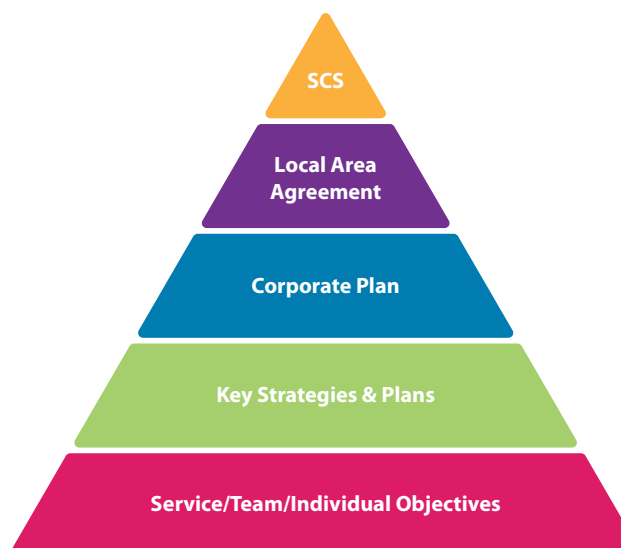 SCS
Local Area
Agreement
Corporate Plan
Key Strategies & Plans
Service/Team/Individual Objectives